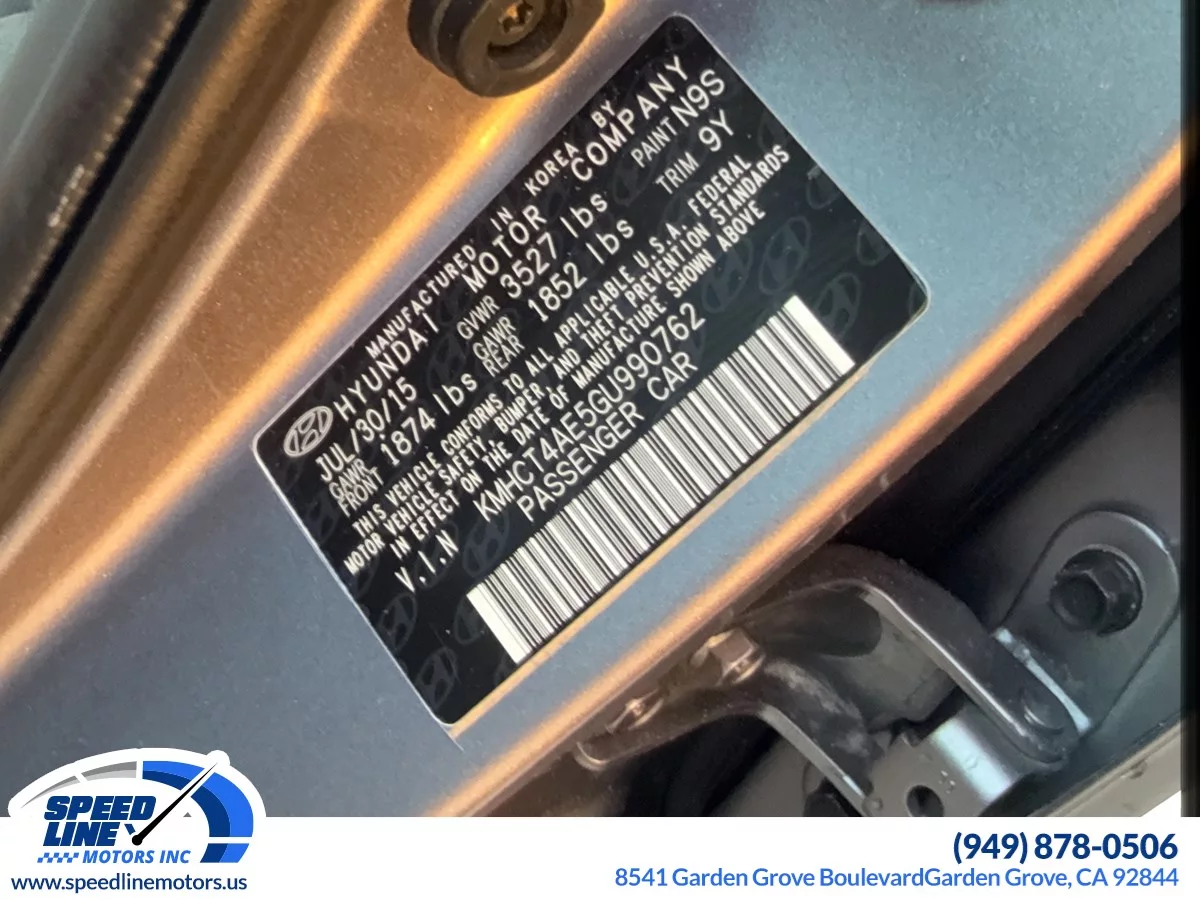 MANUFACTURED IN KOREA BY
HYUNDAI MOTOR COMPANY
JUL/30/15 GVWR 3527 lbs PAINT N9S
GAWR FRONT 1874 lbs GAWR REAR 1852 lbs TRIM 9Y
THIS VEHICLE CONFORMS TO ALL APPLICABLE U.S.A. FEDERAL
MOTOR VEHICLE SAFETY, BUMPER, AND THEFT PREVENTION STANDARDS
IN EFFECT ON THE DATE OF MANUFACTURE SHOWN ABOVE
V.I.N KMHCT4AE5GU990762
PASSENGER CAR
SPEED
LINE
MOTORS INC
www.speedlinemotors.us
(949) 878-0506
8541 Garden Grove BoulevardGarden Grove, CA 92844